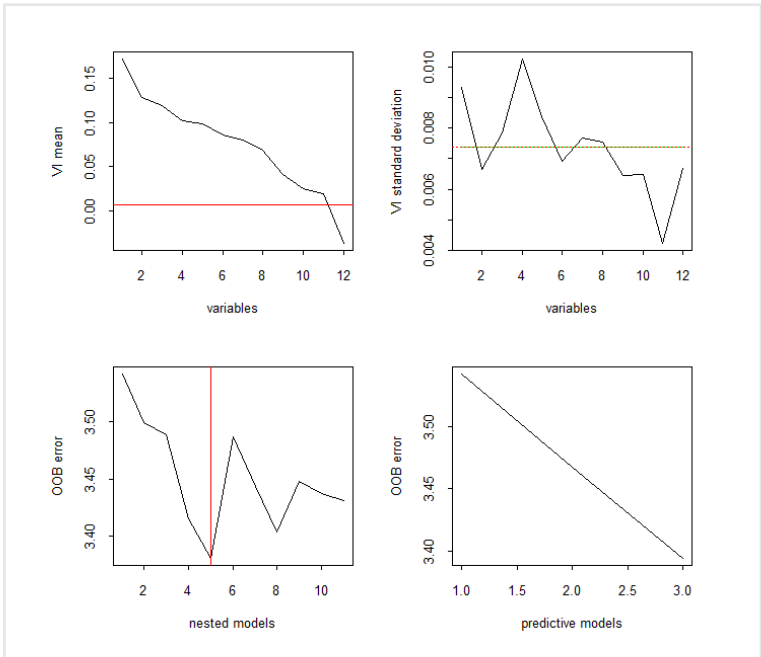 VI mean
0.00 0.05 0.10 0.15
2 4 6 8 10 12
variables
VI standard deviation
0.004 0.006 0.008 0.010
2 4 6 8 10 12
variables
OOB error
3.40 3.45 3.50
2 4 6 8 10
nested models
OOB error
3.40 3.45 3.50
1.0 1.5 2.0 2.5 3.0
predictive models